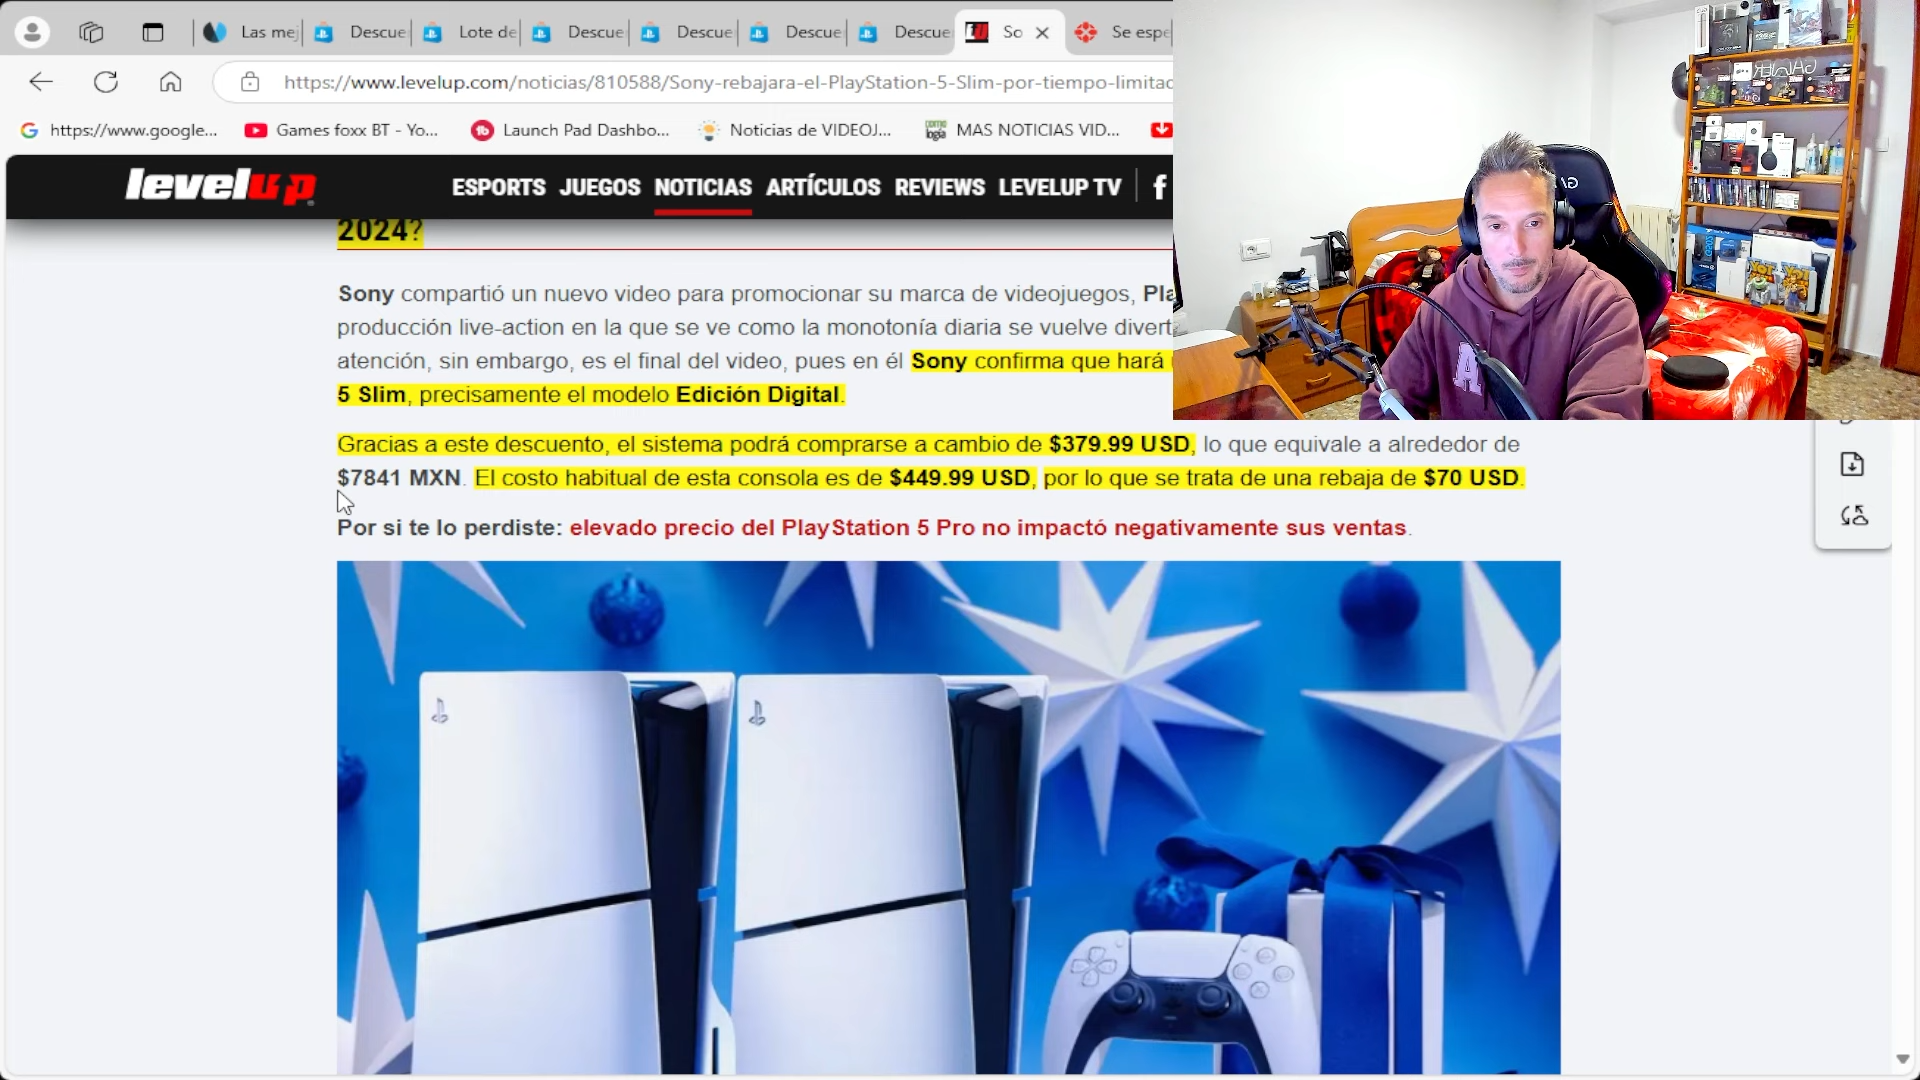 Las mej
Descue
Lote de
Descue
Descue
Descue
Descue
So
Se espe
https://www.levelup.com/noticias/810588/Sony-rebajara-el-PlayStation-5-Slim-por-tiempo-limitad
https://www.google...
Games foxx BT - Yo...
Launch Pad Dashbo...
Noticias de VIDEOJ...
MAS NOTICIAS VID...
levelup
ESPORTS JUEGOS NOTICIAS ARTÍCULOS REVIEWS LEVELUP TV
2024?
Sony compartió un nuevo video para promocionar su marca de videojuegos, Pla
producción live-action en la que se ve como la monotonía diaria se vuelve divert
atención, sin embargo, es el final del video, pues en él Sony confirma que hará
5 Slim, precisamente el modelo Edición Digital.
Gracias a este descuento, el sistema podrá comprarse a cambio de $379.99 USD, lo que equivale a alrededor de
$7841 MXN. El costo habitual de esta consola es de $449.99 USD, por lo que se trata de una rebaja de $70 USD.
Por si te lo perdiste: elevado precio del PlayStation 5 Pro no impactó negativamente sus ventas.
A